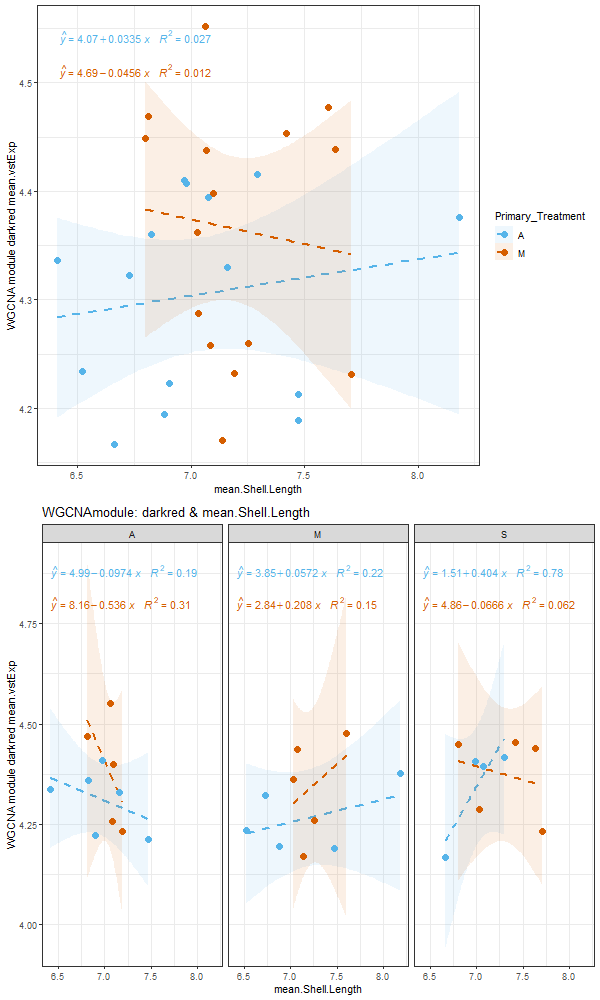 ŷ = 4.07 + 0.0335 x R² = 0.027
ŷ = 4.69 − 0.0456 x R² = 0.012
4.5
4.4
4.3
4.2
WGCNA module darkred mean.vstExp
6.5 7.0 7.5 8.0
mean.Shell.Length
Primary_Treatment
A
M
WGCNAmodule: darkred & mean.Shell.Length
A M S
ŷ = 4.99 − 0.0974 x R² = 0.19 ŷ = 3.85 + 0.0572 x R² = 0.22 ŷ = 1.51 + 0.404 x R² = 0.78
ŷ = 8.16 − 0.536 x R² = 0.31 ŷ = 2.84 + 0.208 x R² = 0.15 ŷ = 4.86 − 0.0666 x R² = 0.062
4.75
4.50
4.25
4.00
WGCNA module darkred mean.vstExp
6.5 7.0 7.5 8.0 6.5 7.0 7.5 8.0 6.5 7.0 7.5 8.0
mean.Shell.Length